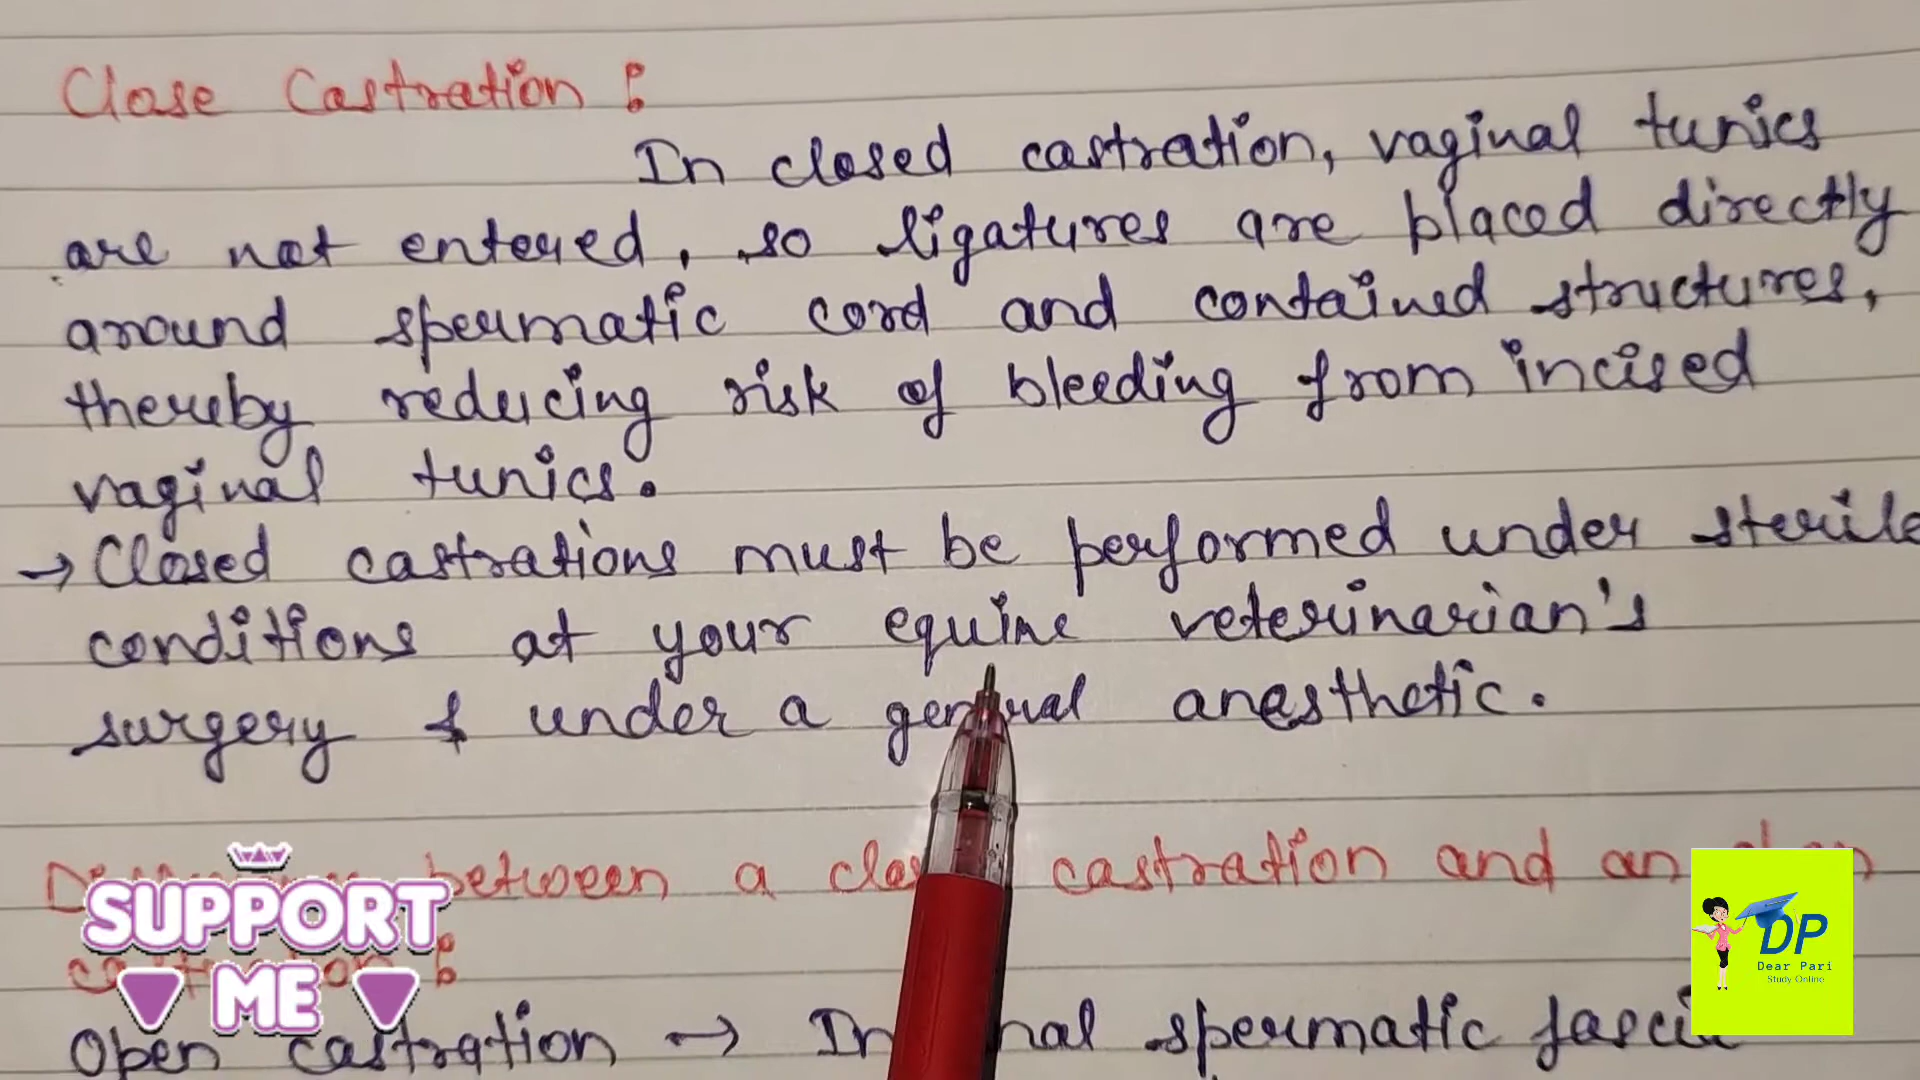 Close Castration :
In closed castration, vaginal tunics
are not entered, so ligatures are placed directly
around spermatic cord and contained structures,
thereby reducing risk of bleeding from incised
vaginal tunics.
→ Closed castrations must be performed under sterile
conditions at your equine veterinarian's
surgery & under a general anesthetic.
between a castration and an
SUPPORT
ME
Open castration → spermatic
DP
Dear Pari
Study Online